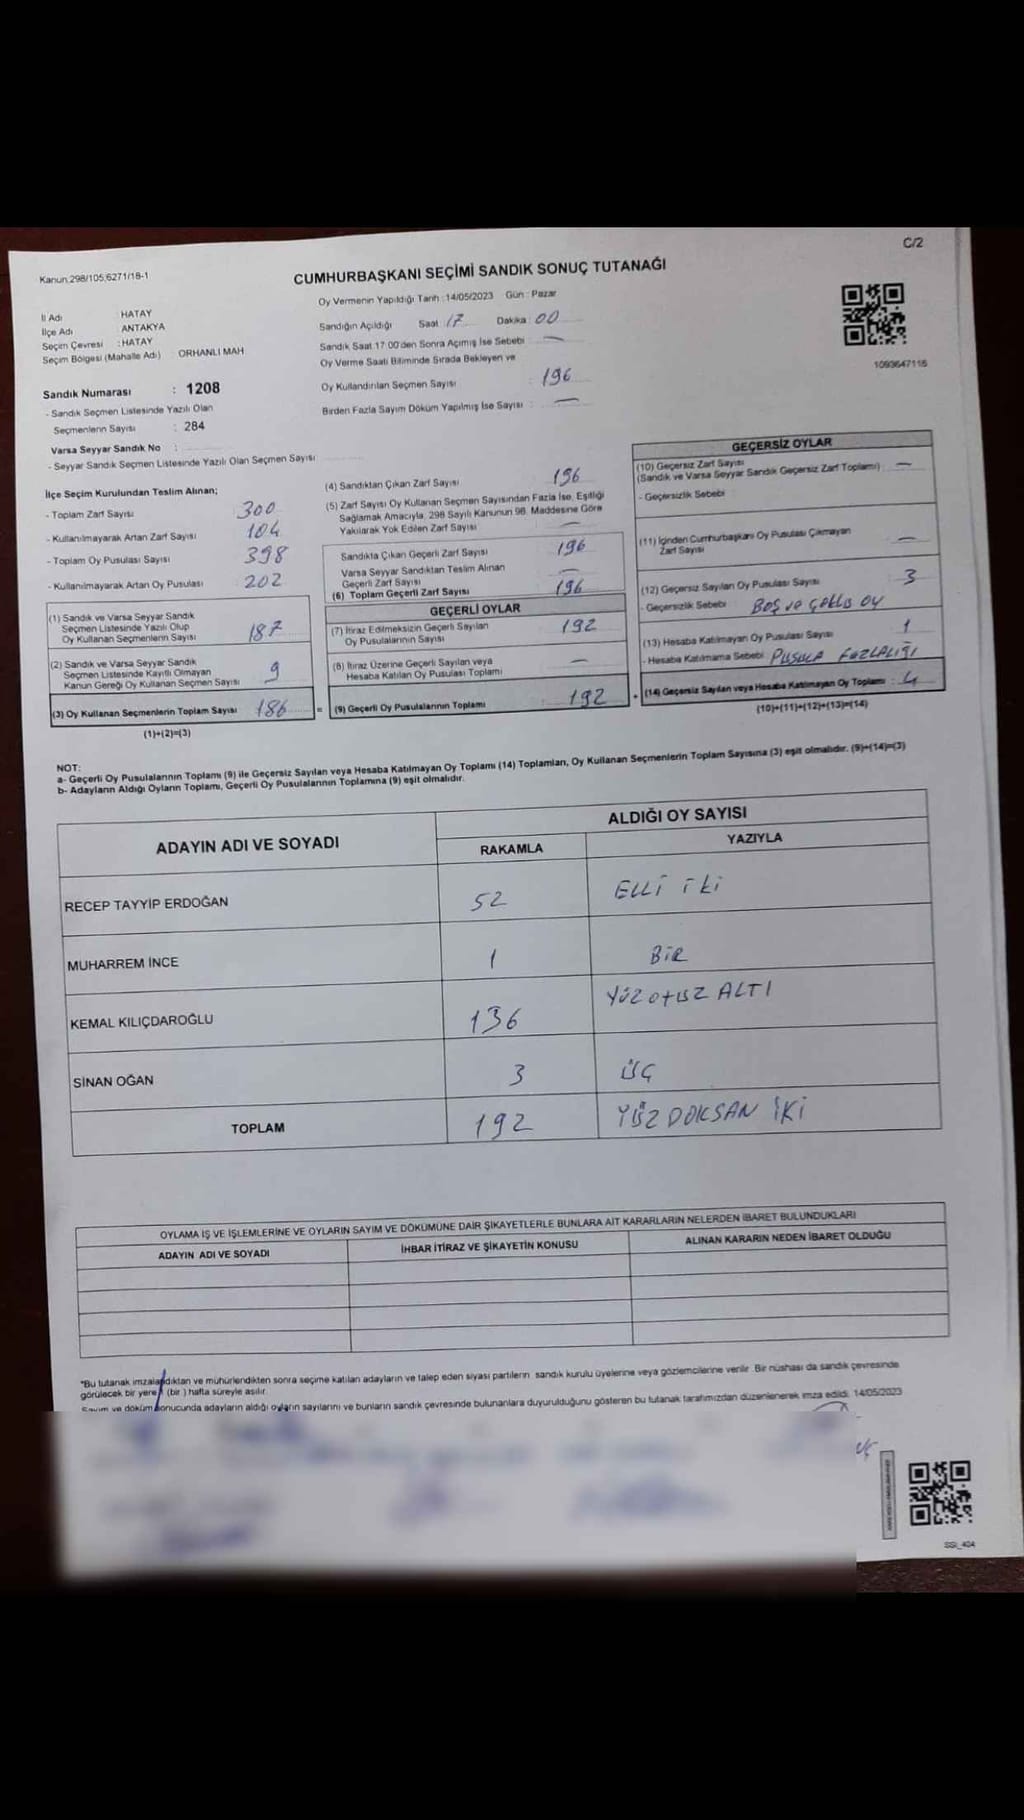 C/2
Kanun,298/105,6271/18-1
CUMHURBAŞKANI SEÇİMİ SANDIK SONUÇ TUTANAĞI
İl Adı : HATAY
İlçe Adı : ANTAKYA
Seçim Çevresi : HATAY
Seçim Bölgesi (Mahalle Adı) : ORHANLI MAH
Sandık Numarası : 1208
- Sandık Seçmen Listesinde Yazılı Olan
Seçmenlerin Sayısı : 284
Varsa Seyyar Sandık No :
- Seyyar Sandık Seçmen Listesinde Yazılı Olan Seçmen Sayısı
Oy Vermenin Yapıldığı Tarih : 14/05/2023 Gün : Pazar
Sandığın Açıldığı Saat 17 Dakika : 00
Sandık Saat 17:00'den Sonra Açımış İse Sebebi —
Oy Verme Saati Bitiminde Sırada Bekleyen ve
Oy Kullandırılan Seçmen Sayısı : 196
Birden Fazla Sayım Döküm Yapılmış İse Sayısı : —
1093647116
İlçe Seçim Kurulundan Teslim Alınan;
- Toplam Zarf Sayısı 300
- Kullanılmayarak Artan Zarf Sayısı 104
- Toplam Oy Pusulası Sayısı 398
- Kullanılmayarak Artan Oy Pusulası 202
(1) Sandık ve Varsa Seyyar Sandık
Seçmen Listesinde Yazılı Olup
Oy Kullanan Seçmenlerin Sayısı 187
(2) Sandık ve Varsa Seyyar Sandık
Seçmen Listesinde Kayıtlı Olmayan
Kanun Gereği Oy Kullanan Seçmen Sayısı 9
(3) Oy Kullanan Seçmenlerin Toplam Sayısı 186 =
(1)+(2)=(3)
(4) Sandıktan Çıkan Zarf Sayısı 196
(5) Zarf Sayısı Oy Kullanan Seçmen Sayısından Fazla İse, Eşitliği
Sağlamak Amacıyla, 298 Sayılı Kanunun 98. Maddesine Göre
Yakılarak Yok Edilen Zarf Sayısı —
Sandıkta Çıkan Geçerli Zarf Sayısı 196
Varsa Seyyar Sandıktan Teslim Alınan
Geçerli Zarf Sayısı —
(6) Toplam Geçerli Zarf Sayısı 196
GEÇERLİ OYLAR
(7) İtiraz Edilmeksizin Geçerli Sayılan
Oy Pusulalarının Sayısı 192
(8) İtiraz Üzerine Geçerli Sayılan veya
Hesaba Katılan Oy Pusulası Toplamı —
(9) Geçerli Oy Pusulalarının Toplamı 192 +
GEÇERSİZ OYLAR
(10) Geçersiz Zarf Sayısı
(Sandık ve Varsa Seyyar Sandık Geçersiz Zarf Toplamı) : —
- Geçersizlik Sebebi
(11) İçinden Cumhurbaşkanı Oy Pusulası Çıkmayan
Zarf Sayısı —
(12) Geçersiz Sayılan Oy Pusulası Sayısı 3
- Geçersizlik Sebebi BOŞ ve ÇOKLU OY
(13) Hesaba Katılmayan Oy Pusulası Sayısı 1
- Hesaba Katılmama Sebebi PUSULA FAZLALIĞI
(14) Geçersiz Sayılan veya Hesaba Katılmayan Oy Toplamı : 4
(10)+(11)+(12)+(13)=(14)
NOT:
a- Geçerli Oy Pusulalarının Toplamı (9) ile Geçersiz Sayılan veya Hesaba Katılmayan Oy Toplamı (14) Toplamları, Oy Kullanan Seçmenlerin Toplam Sayısına (3) eşit olmalıdır. (9)+(14)=(3)
b- Adayların Aldığı Oyların Toplamı, Geçerli Oy Pusulalarının Toplamına (9) eşit olmalıdır.
ADAYIN ADI VE SOYADI
ALDIĞI OY SAYISI
RAKAMLA YAZIYLA
RECEP TAYYİP ERDOĞAN 52 ELLİ iki
MUHARREM İNCE 1 BİR
KEMAL KILIÇDAROĞLU 136 YÜZ OTUZ ALTI
SİNAN OĞAN 3 ÜÇ
TOPLAM 192 YÜZ DOKSAN İKİ
OYLAMA İŞ VE İŞLEMLERİNE VE OYLARIN SAYIM VE DÖKÜMÜNE DAİR ŞİKAYETLERLE BUNLARA AİT KARARLARIN NELERDEN İBARET BULUNDUKLARI
ADAYIN ADI VE SOYADI İHBAR İTİRAZ VE ŞİKAYETİN KONUSU ALINAN KARARIN NEDEN İBARET OLDUĞU
*Bu tutanak imzalandıktan ve mühürlendikten sonra seçime katılan adayların ve talep eden siyasi partilerin sandık kurulu üyelerine veya gözlemcilerine verilir. Bir nüshası da sandık çevresinde
görülecek bir yere 1 (bir) hafta süreyle asılır.
Sayım ve döküm sonucunda adayların aldığı oyların sayılarını ve bunların sandık çevresinde bulunanlara duyurulduğunu gösteren bu tutanak tarafımızdan düzenlenerek imza edildi. 14/05/2023